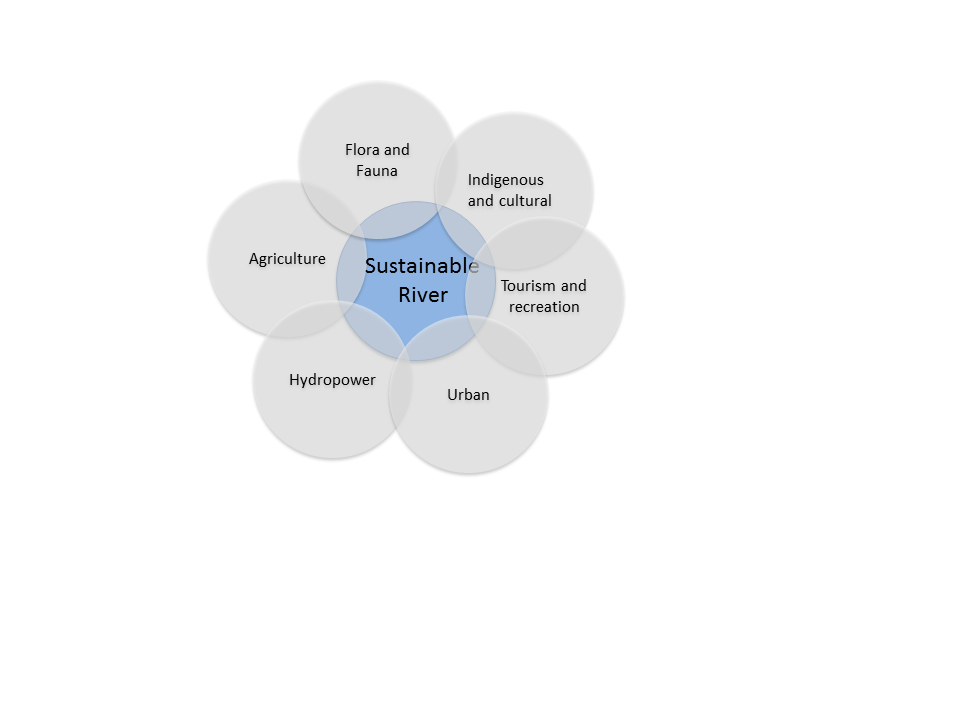 Flora and
Fauna
Indigenous
and cultural
Agriculture
Sustainable
River
Tourism and
recreation
Hydropower
Urban